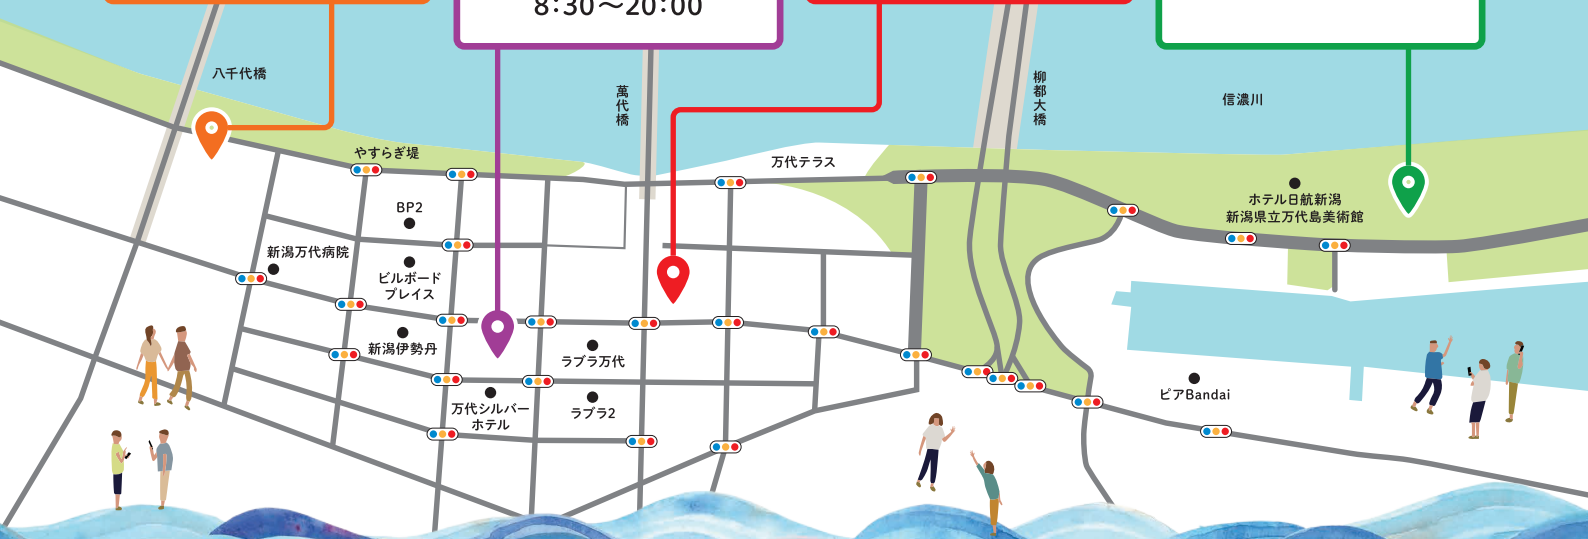 8:30〜20:00
八千代橋
萬代橋
柳都大橋
信濃川
やすらぎ堤
万代テラス
BP2
ホテル日航新潟
新潟県立万代島美術館
新潟万代病院
ビルボード
プレイス
新潟伊勢丹
ラブラ万代
ピアBandai
万代シルバー
ホテル
ラブラ2